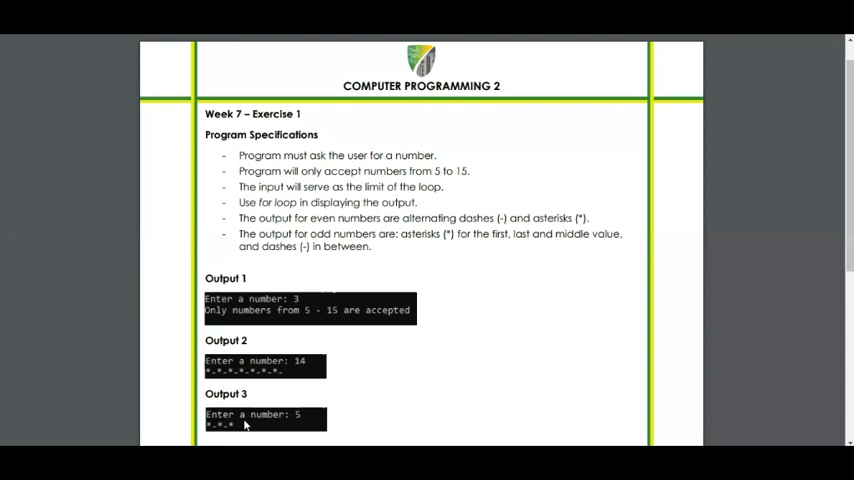 COMPUTER PROGRAMMING 2
Week 7 – Exercise 1
Program Specifications
- Program must ask the user for a number.
- Program will only accept numbers from 5 to 15.
- The input will serve as the limit of the loop.
- Use for loop in displaying the output.
- The output for even numbers are alternating dashes (-) and asterisks (*).
- The output for odd numbers are: asterisks (*) for the first, last and middle value,
and dashes (-) in between.
Output 1
Enter a number: 3
Only numbers from 5 - 15 are accepted
Output 2
Enter a number: 14
*-*-*-*-*-*-*-
Output 3
Enter a number: 5
*-*-*